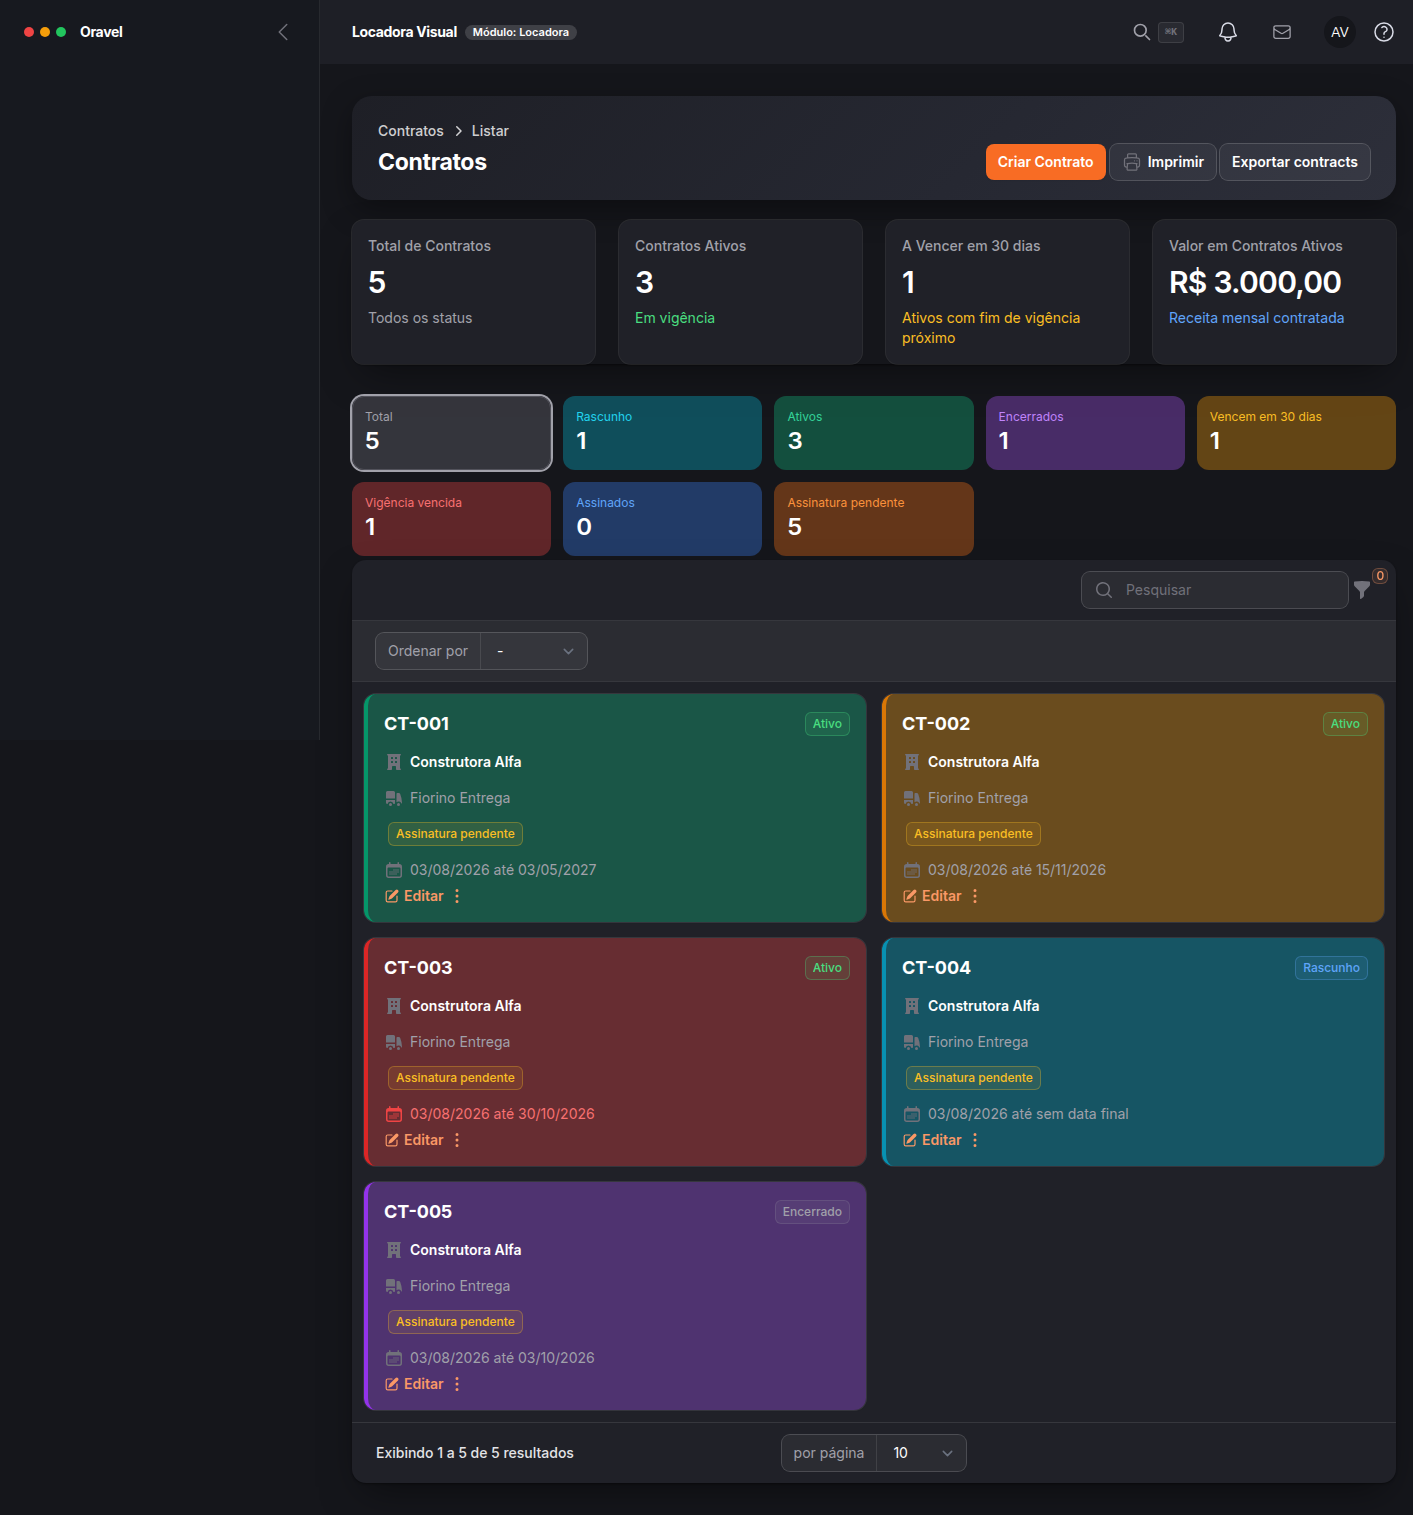 Oravel
Locadora Visual
Módulo: Locadora
⌘K
AV
Contratos > Listar
Contratos
Criar Contrato
Imprimir
Exportar contracts
Total de Contratos
5
Todos os status
Contratos Ativos
3
Em vigência
A Vencer em 30 dias
1
Ativos com fim de vigência
próximo
Valor em Contratos Ativos
R$ 3.000,00
Receita mensal contratada
Total
5
Rascunho
1
Ativos
3
Encerrados
1
Vencem em 30 dias
1
Vigência vencida
1
Assinados
0
Assinatura pendente
5
Pesquisar
0
Ordenar por
-
CT-001
Ativo
Construtora Alfa
Fiorino Entrega
Assinatura pendente
03/08/2026 até 03/05/2027
Editar
CT-002
Ativo
Construtora Alfa
Fiorino Entrega
Assinatura pendente
03/08/2026 até 15/11/2026
Editar
CT-003
Ativo
Construtora Alfa
Fiorino Entrega
Assinatura pendente
03/08/2026 até 30/10/2026
Editar
CT-004
Rascunho
Construtora Alfa
Fiorino Entrega
Assinatura pendente
03/08/2026 até sem data final
Editar
CT-005
Encerrado
Construtora Alfa
Fiorino Entrega
Assinatura pendente
03/08/2026 até 03/10/2026
Editar
Exibindo 1 a 5 de 5 resultados
por página
10